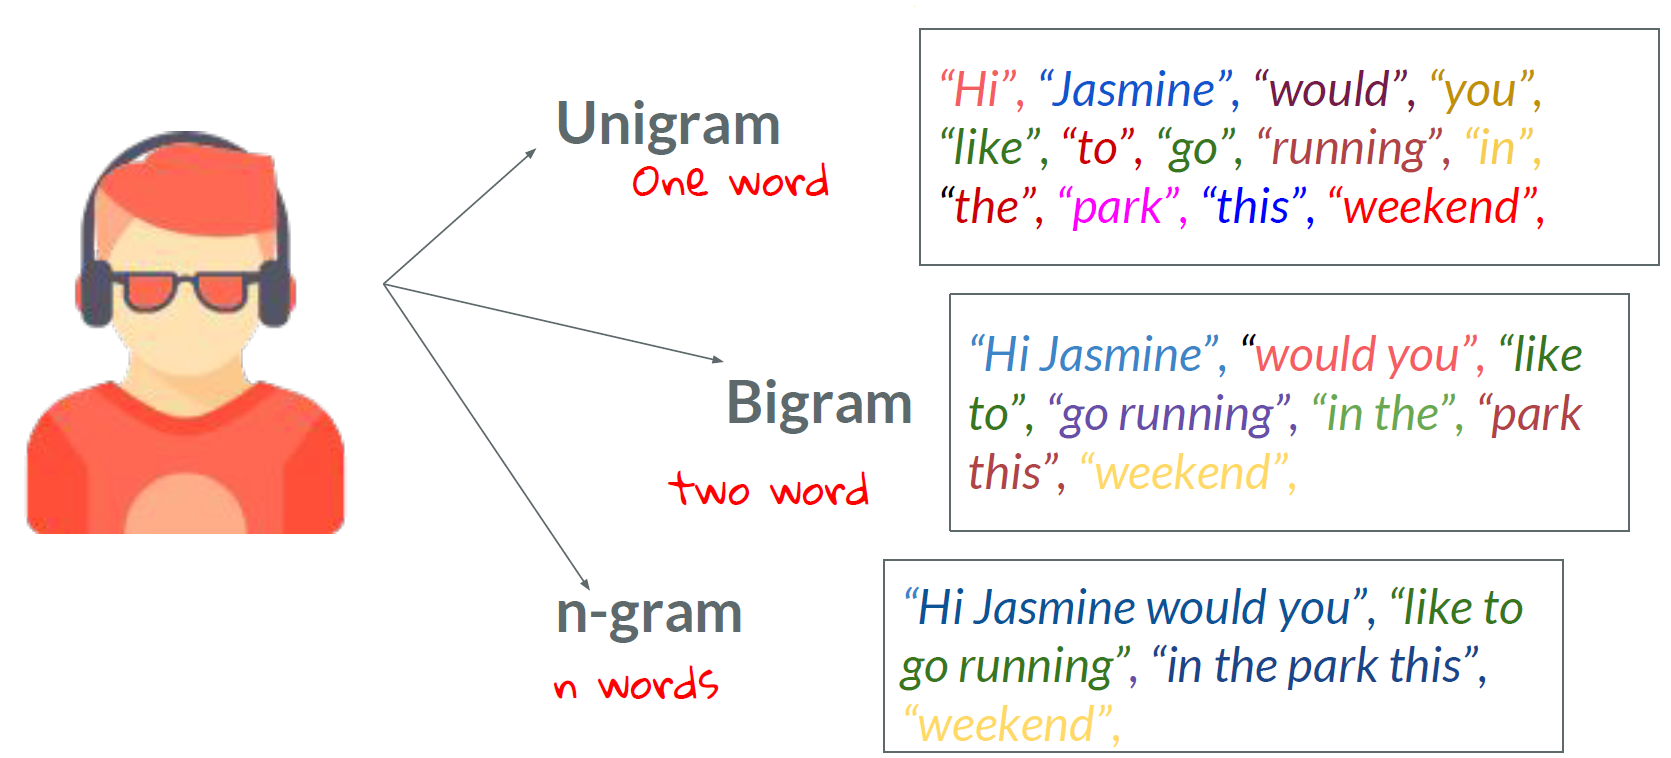 Unigram
One word
“Hi”, “Jasmine”, “would”, “you”,
“like”, “to”, “go”, “running”, “in”,
“the”, “park”, “this”, “weekend”,
Bigram
two word
“Hi Jasmine”, “would you”, “like
to”, “go running”, “in the”, “park
this”, “weekend”,
n-gram
n words
“Hi Jasmine would you”, “like to
go running”, “in the park this”,
“weekend”,